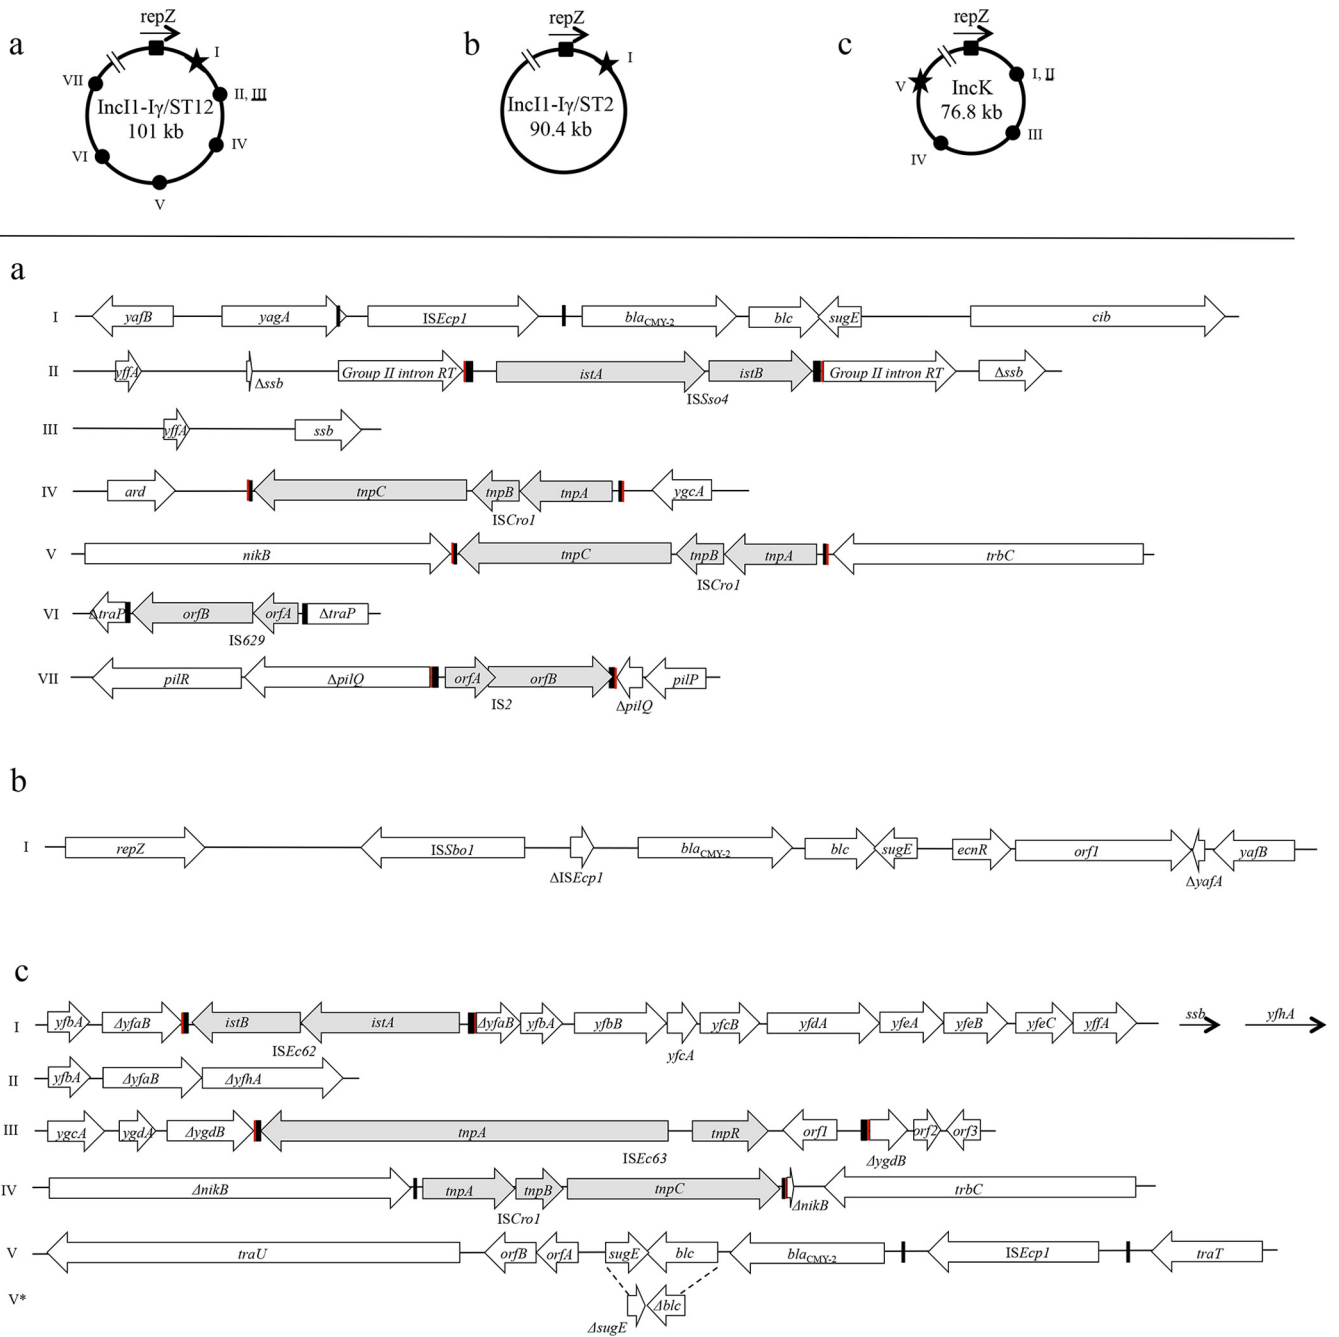 a
repZ
I
VII
II, III
IncI1-Iγ/ST12
101 kb
IV
VI
V
b
repZ
I
IncI1-Iγ/ST2
90.4 kb
c
repZ
I, II
V
IncK
76.8 kb
III
IV
a
I yafB yagA ISEcp1 blaCMY-2 blc sugE cib
II yffA Δssb Group II intron RT istA istB Group II intron RT Δssb
ISSso4
III yffA ssb
IV ard tnpC tnpB tnpA ygcA
ISCro1
V nikB tnpC tnpB tnpA trbC
ISCro1
VI ΔtraP orfB orfA ΔtraP
IS629
VII pilR ΔpilQ orfA orfB pilP
IS2 ΔpilQ
b
I repZ ISSbo1 blaCMY-2 blc sugE ecnR orf1 yafB
ΔISEcp1 ΔyafA
c
I yfbA ΔyfaB istB istA ΔyfaB yfbA yfbB yfcB yfdA yfeA yfeB yfeC yffA ssb yfhA
ISEc62 yfcA
II yfbA ΔyfaB ΔyfhA
III ygcA ygdA ΔygdB tnpA tnpR orf1 orf2 orf3
ISEc63 ΔygdB
IV ΔnikB tnpA tnpB tnpC trbC
ISCro1 ΔnikB
V traU orfB orfA sugE blc blaCMY-2 ISEcp1 traT
V* Δblc
ΔsugE